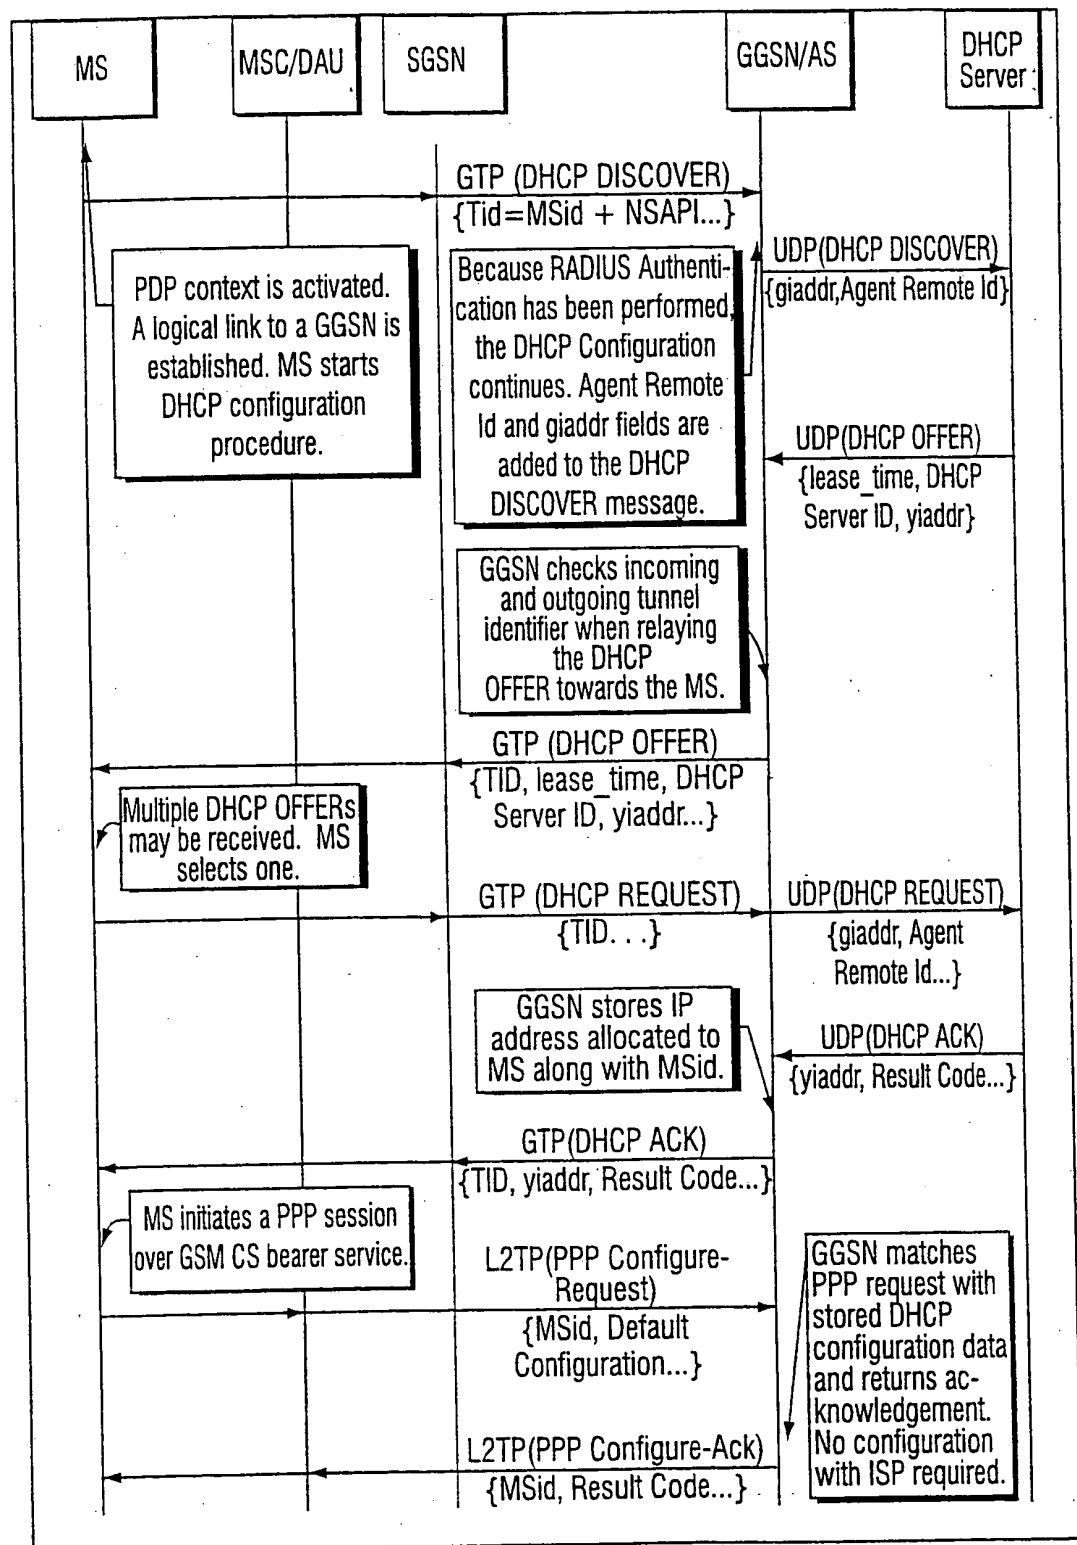 MS
MSC/DAU
SGSN
GGSN/AS
DHCP
Server
GTP (DHCP DISCOVER)
{Tid=MSid + NSAPI...}
PDP context is activated.
A logical link to a GGSN is
established. MS starts
DHCP configuration
procedure.
Because RADIUS Authenti-
cation has been performed,
the DHCP Configuration
continues. Agent Remote
Id and giaddr fields are
added to the DHCP
DISCOVER message.
UDP(DHCP DISCOVER)
{giaddr,Agent Remote Id}
UDP(DHCP OFFER)
{lease_time, DHCP
Server ID, yiaddr}
GGSN checks incoming
and outgoing tunnel
identifier when relaying
the DHCP
OFFER towards the MS.
GTP (DHCP OFFER)
{TID, lease_time, DHCP
Server ID, yiaddr...}
Multiple DHCP OFFERs
may be received. MS
selects one.
GTP (DHCP REQUEST)
{TID. . .}
UDP(DHCP REQUEST)
{giaddr, Agent
Remote Id...}
GGSN stores IP
address allocated to
MS along with MSid.
UDP(DHCP ACK)
{yiaddr, Result Code...}
GTP(DHCP ACK)
{TID, yiaddr, Result Code...}
MS initiates a PPP session
over GSM CS bearer service.
L2TP(PPP Configure-
Request)
{MSid, Default
Configuration...}
GGSN matches
PPP request with
stored DHCP
configuration data
and returns ac-
knowledgement.
No configuration
with ISP required.
L2TP(PPP Configure-Ack)
{MSid, Result Code...}